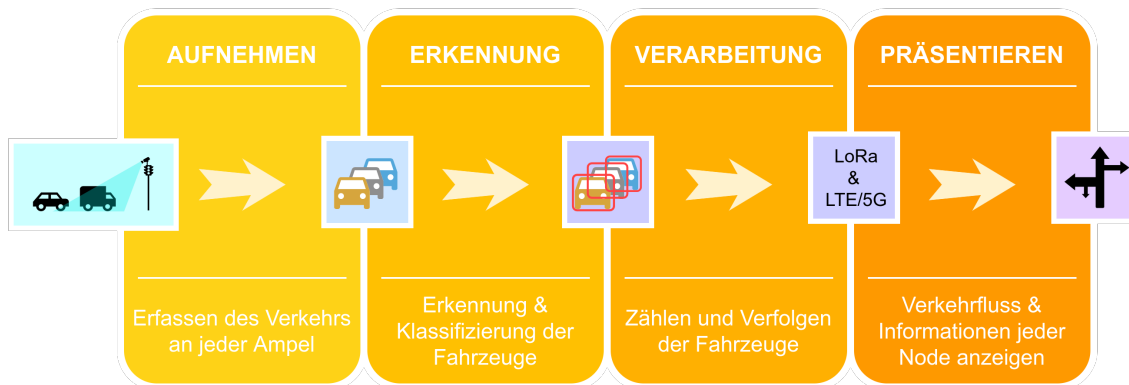 AUFNEHMEN
Erfassen des Verkehrs
an jeder Ampel
ERKENNUNG
Erkennung &
Klassifizierung der
Fahrzeuge
VERARBEITUNG
Zählen und Verfolgen
der Fahrzeuge
LoRa
&
LTE/5G
PRÄSENTIEREN
Verkehrfluss &
Informationen jeder
Node anzeigen